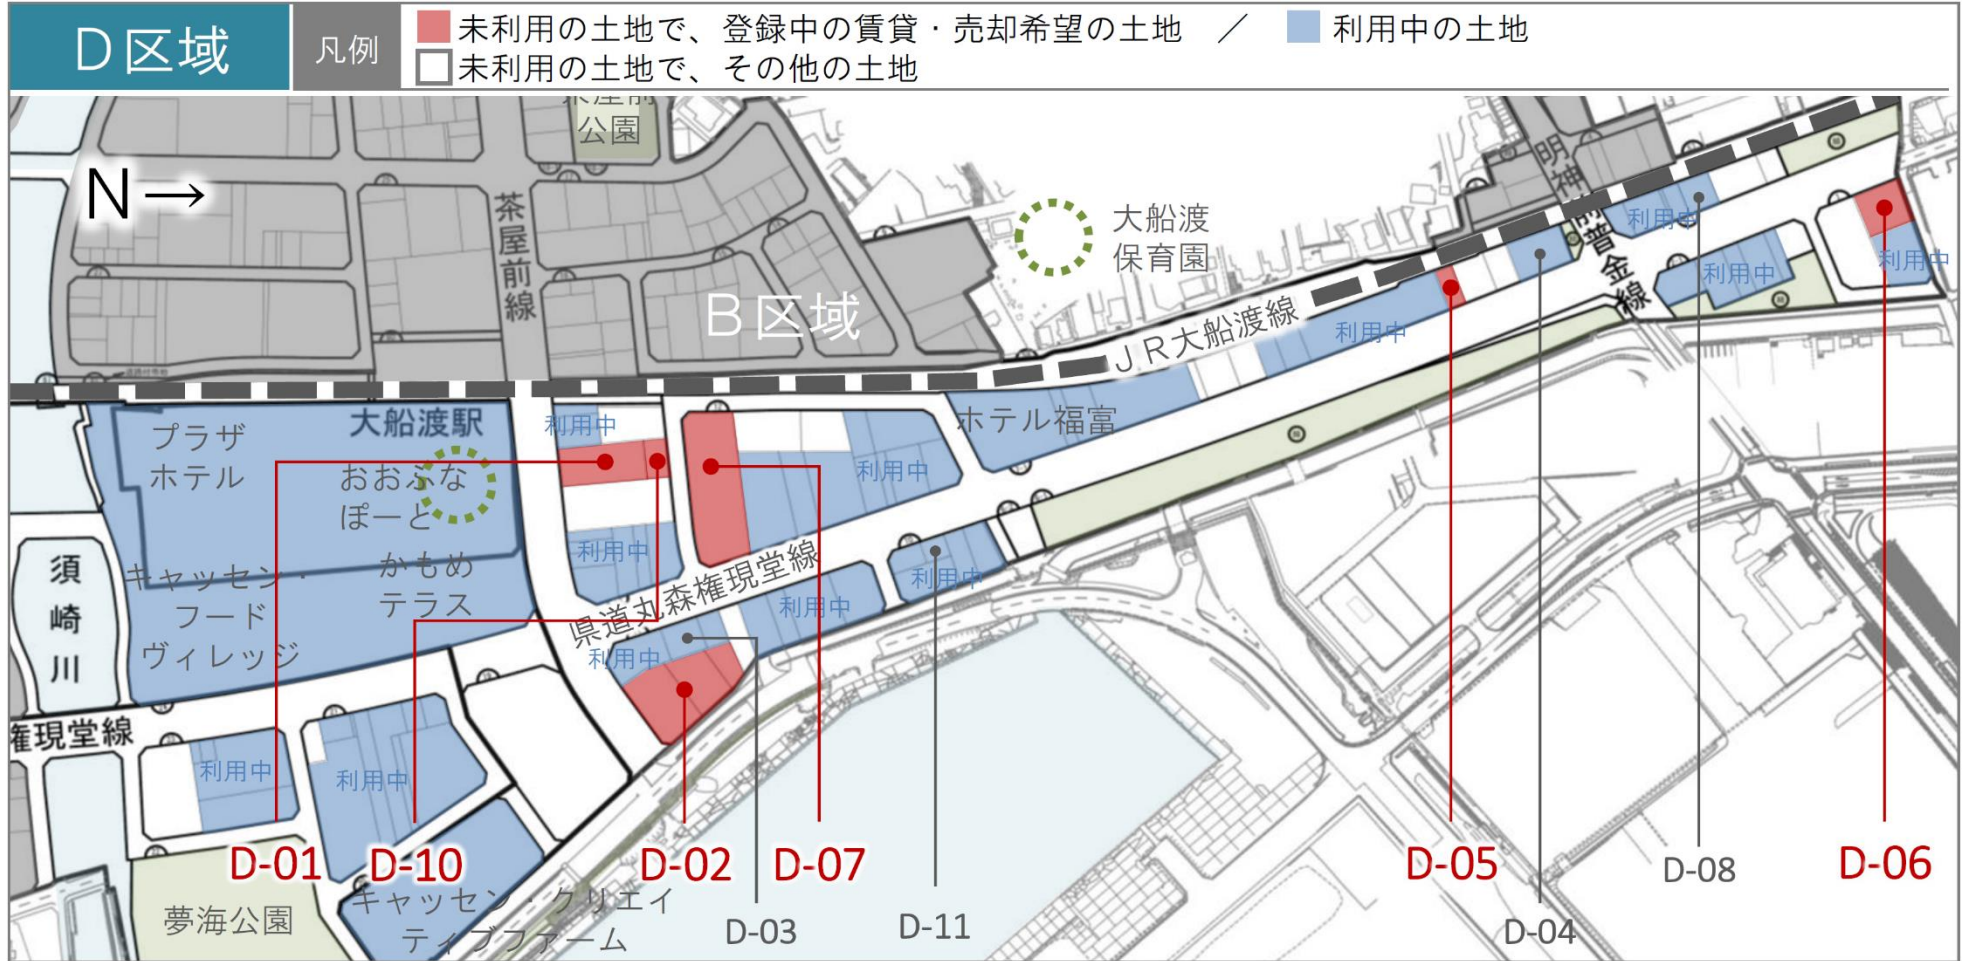 D区域
凡例
未利用の土地で、登録中の賃貸・売却希望の土地 ／ 利用中の土地
未利用の土地で、その他の土地
公園
N→
茶屋前線
明神前普金線
大船渡
保育園
B区域
JR大船渡線
利用中
利用中
利用中
利用中
プラザ
ホテル
大船渡駅
おおふな
ぽーと
利用中
ホテル福富
利用中
利用中
須崎川
キャッセン・
フード
ヴィレッジ
かもめ
テラス
県道丸森権現堂線
利用中
利用中
利用中
権現堂線
利用中
利用中
D-01
D-10
D-02
D-07
D-05
D-08
D-06
夢海公園
キャッセン・クリエイ
ティブファーム
D-03
D-11
D-04